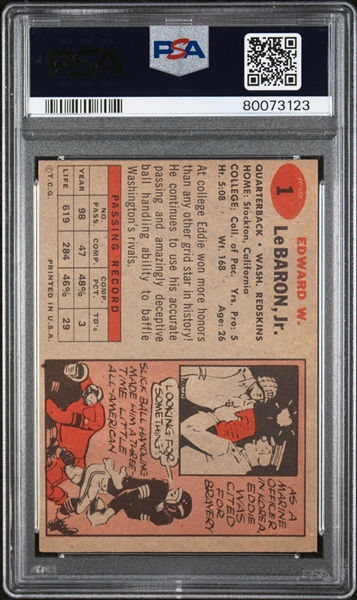 PSA
PSA
80073123
1
EDWARD W.
LeBARON, Jr.
QUARTERBACK • WASH. REDSKINS
HOME: Stockton, California
COLLEGE: Coll. of Pac. Yrs. Pro: 5
Ht. 5:08 Wt. 168 Age: 26
At college Eddie won more honors
than any other grid star in history!
He continues to use his accurate
passing and amazingly deceptive
ball handling ability to baffle
Washington's rivals.
PASSING RECORD
NO. PASS. COMP. COMP. PCT. TD's
YEAR 98 47 48% 3
LIFE 619 284 46% 29
©T.C.G. PRINTED IN U.S.A.
AS A
MARINE
OFFICER
IN KOREA,
EDDIE
WAS
CITED
FOR
BRAVERY
LOOKING FOR
SOMETHING?
SLICK BALL HANDLING
MADE HIM A THREE
TIME LITTLE
ALL-AMERICAN